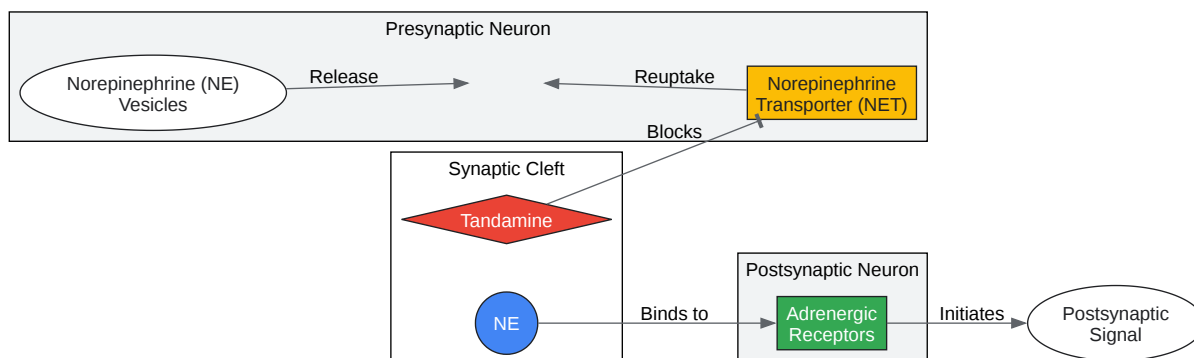 Presynaptic Neuron
Norepinephrine (NE)
Vesicles
Release
Reuptake
Norepinephrine
Transporter (NET)
Blocks
Synaptic Cleft
Tandamine
Postsynaptic Neuron
NE
Binds to
Adrenergic
Receptors
Initiates
Postsynaptic
Signal